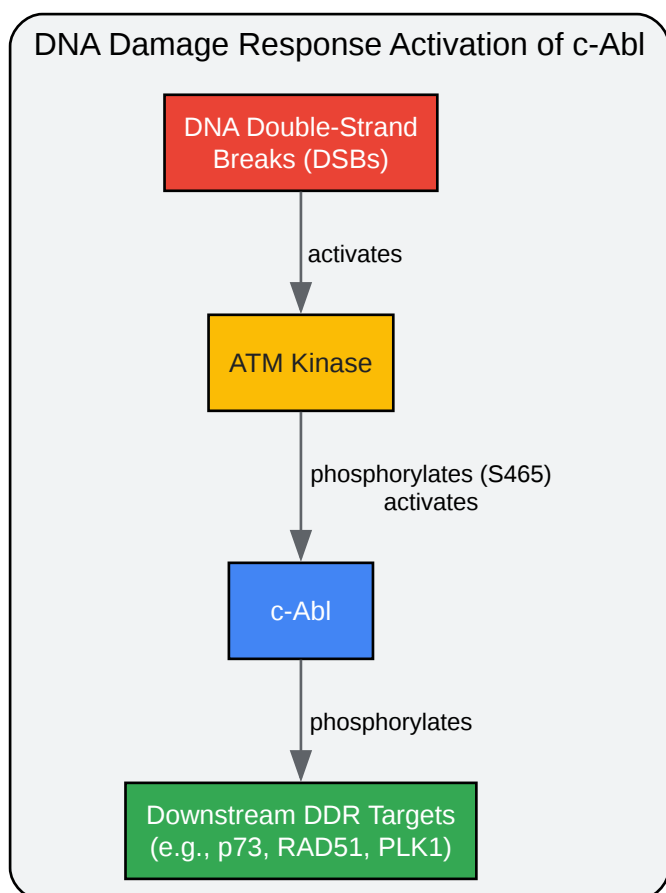 DNA Damage Response Activation of c-Abl
DNA Double-Strand
Breaks (DSBs)
activates
ATM Kinase
phosphorylates (S465)
activates
c-Abl
phosphorylates
Downstream DDR Targets
(e.g., p73, RAD51, PLK1)